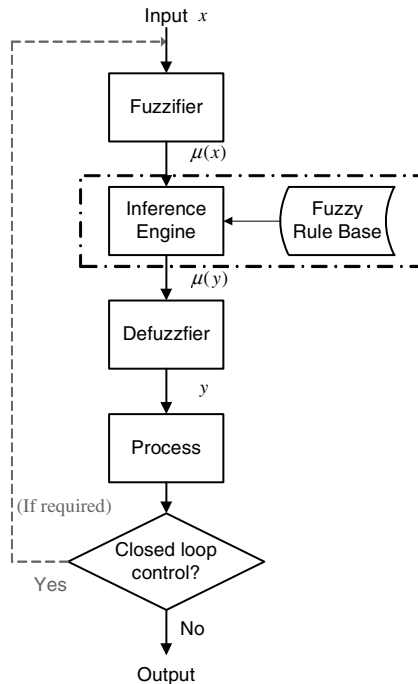 Input x
Fuzzifier
μ(x)
Inference
Engine
Fuzzy
Rule Base
μ(y)
Defuzzfier
y
Process
(If required)
Closed loop
control?
Yes
No
Output